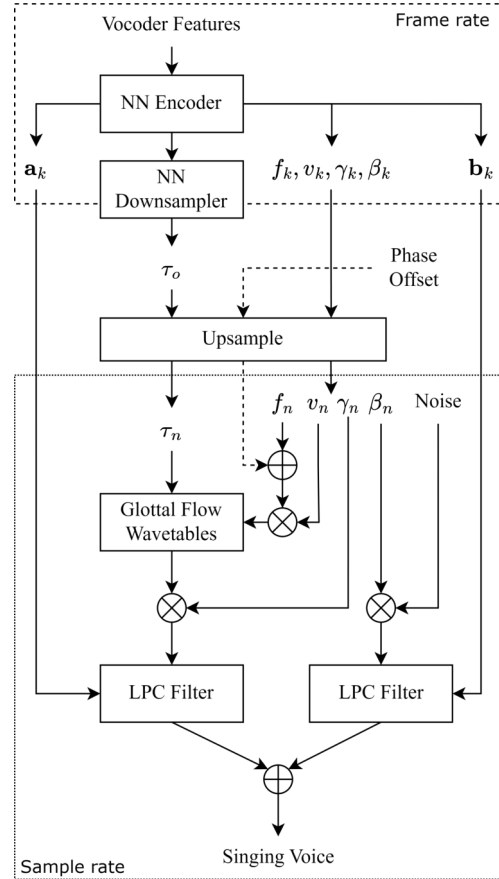 Vocoder Features
Frame rate
NN Encoder
a_k
NN
Downsampler
f_k, v_k, γ_k, β_k
b_k
τ_o
Phase
Offset
Upsample
τ_n
f_n v_n γ_n β_n Noise
Glottal Flow
Wavetables
LPC Filter
LPC Filter
Singing Voice
Sample rate